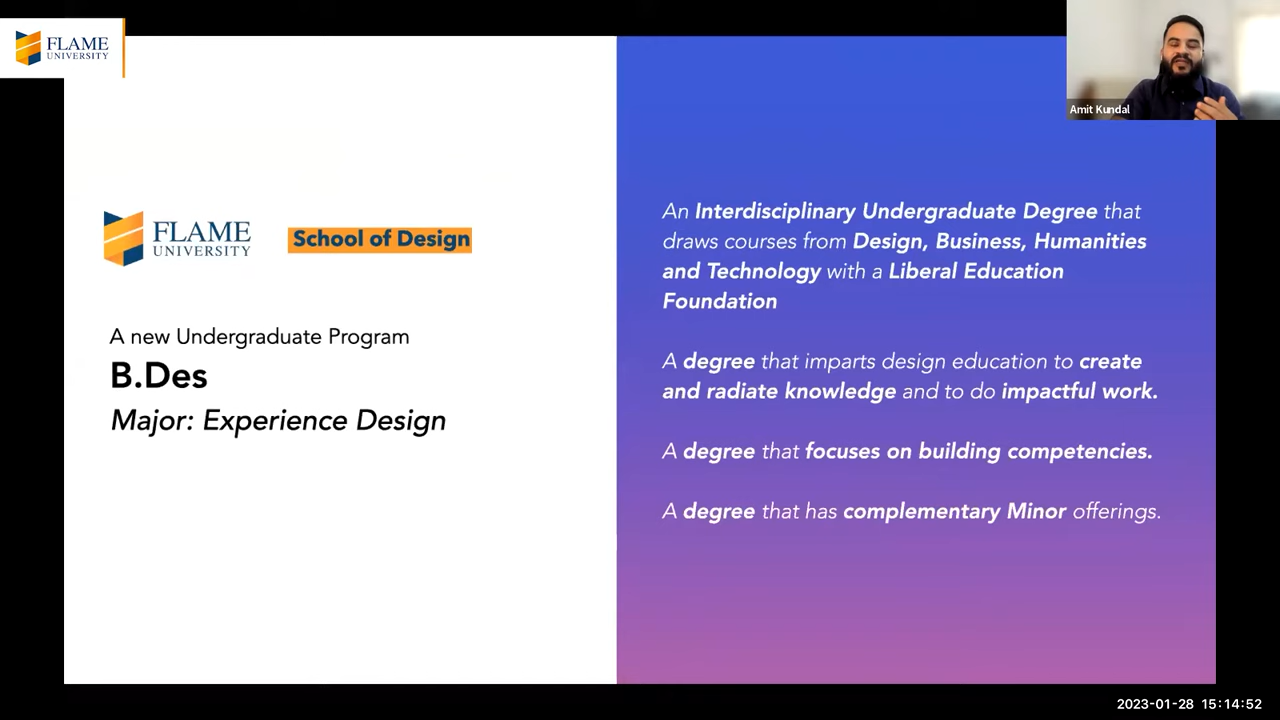 FLAME
UNIVERSITY
Amit Kundal
FLAME
UNIVERSITY
School of Design
A new Undergraduate Program
B.Des
Major: Experience Design
An Interdisciplinary Undergraduate Degree that
draws courses from Design, Business, Humanities
and Technology with a Liberal Education
Foundation
A degree that imparts design education to create
and radiate knowledge and to do impactful work.
A degree that focuses on building competencies.
A degree that has complementary Minor offerings.
2023-01-28 15:14:52